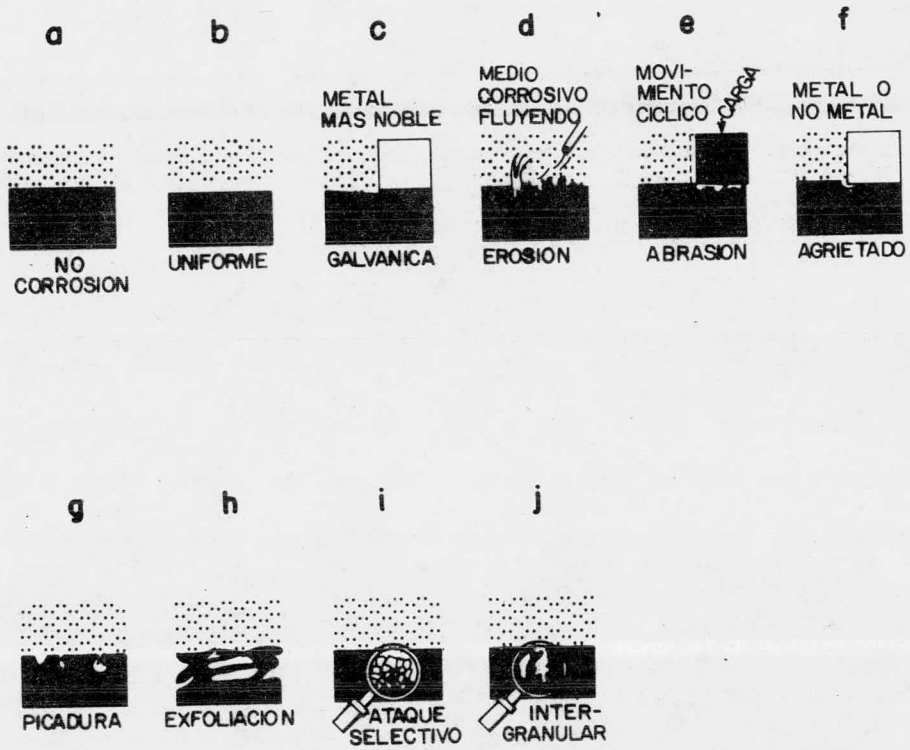 a
b
c
d
e
f
METAL
MAS NOBLE
MEDIO
CORROSIVO
FLUYENDO
MOVI-
MIENTO
CICLICO
CARGA
METAL O
NO METAL
NO
CORROSION
UNIFORME
GALVANICA
EROSION
ABRASION
AGRIETADO
g
h
i
j
PICADURA
EXFOLIACION
ATAQUE
SELECTIVO
INTER-
GRANULAR